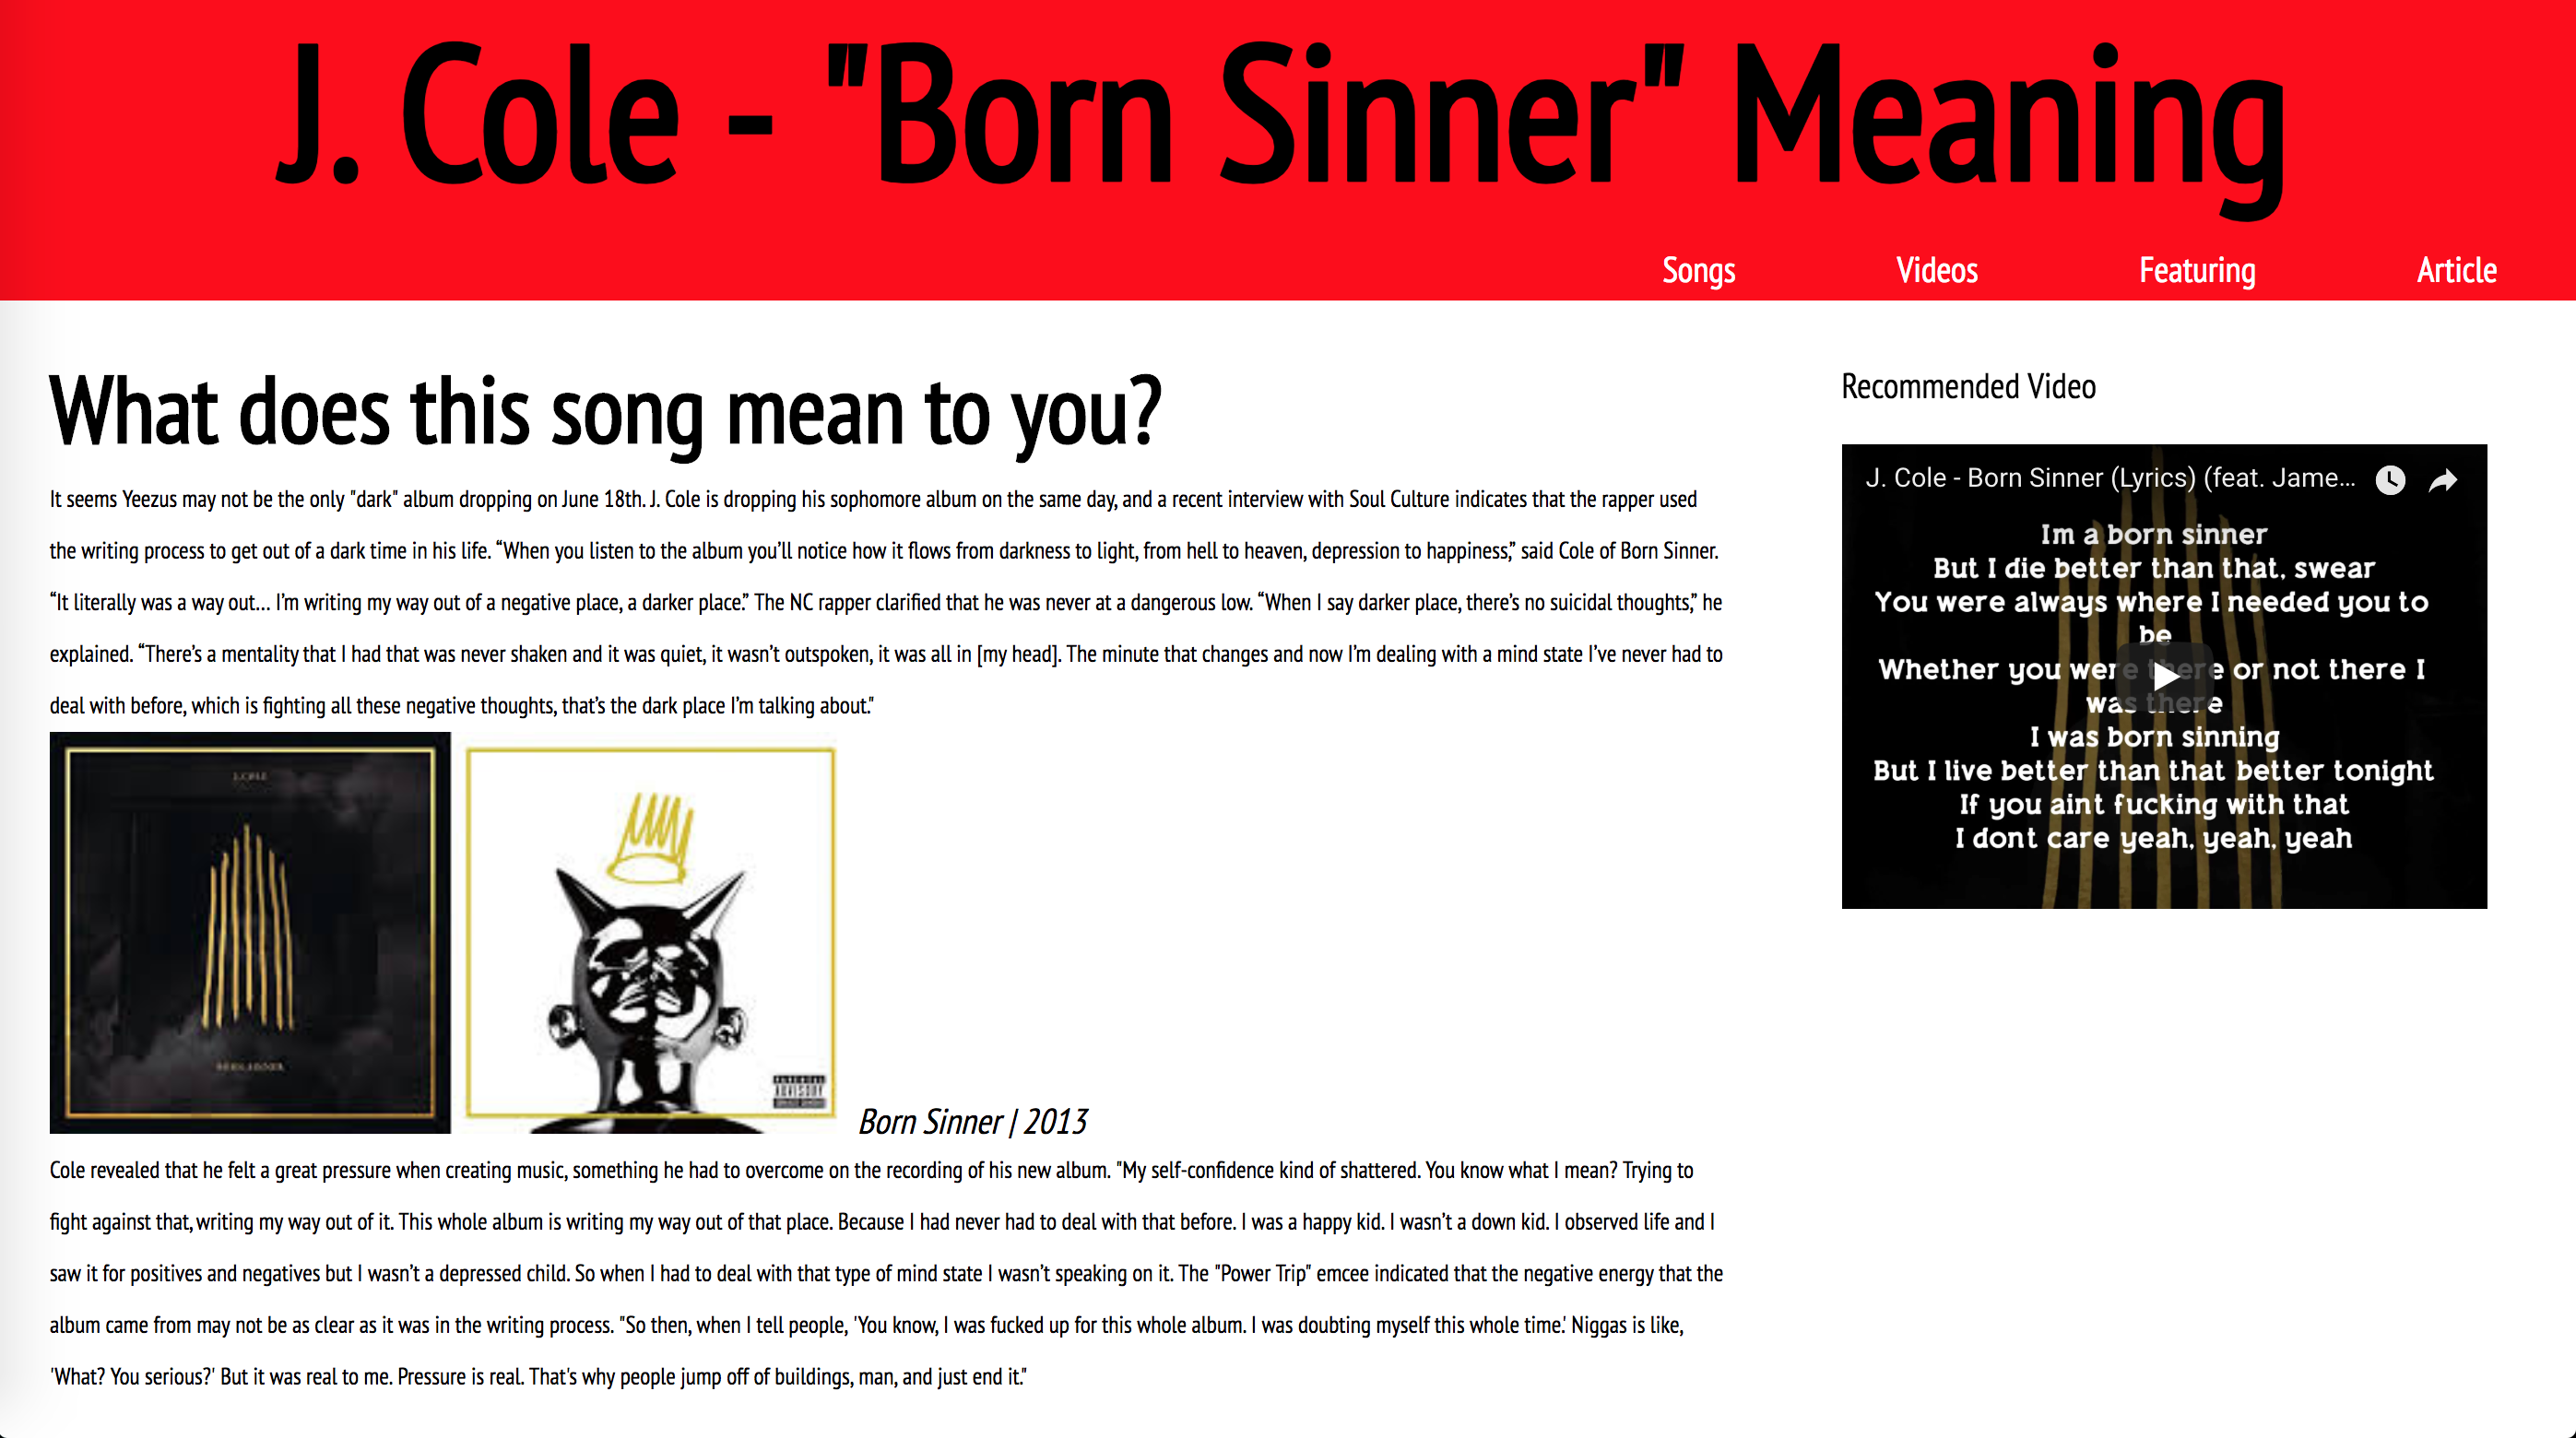 J. Cole - "Born Sinner" Meaning
Songs Videos Featuring Article
What does this song mean to you?
It seems Yeezus may not be the only "dark" album dropping on June 18th. J. Cole is dropping his sophomore album on the same day, and a recent interview with Soul Culture indicates that the rapper used
the writing process to get out of a dark time in his life. “When you listen to the album you’ll notice how it flows from darkness to light, from hell to heaven, depression to happiness,” said Cole of Born Sinner.
“It literally was a way out… I’m writing my way out of a negative place, a darker place.” The NC rapper clarified that he was never at a dangerous low. “When I say darker place, there’s no suicidal thoughts,” he
explained. “There’s a mentality that I had that was never shaken and it was quiet, it wasn’t outspoken, it was all in [my head]. The minute that changes and now I’m dealing with a mind state I’ve never had to
deal with before, which is fighting all these negative thoughts, that’s the dark place I’m talking about."
J. COLE
BORN SINNER
PARENTAL
ADVISORY
Born Sinner | 2013
Cole revealed that he felt a great pressure when creating music, something he had to overcome on the recording of his new album. "My self-confidence kind of shattered. You know what I mean? Trying to
fight against that, writing my way out of it. This whole album is writing my way out of that place. Because I had never had to deal with that before. I was a happy kid. I wasn’t a down kid. I observed life and I
saw it for positives and negatives but I wasn’t a depressed child. So when I had to deal with that type of mind state I wasn’t speaking on it. The "Power Trip" emcee indicated that the negative energy that the
album came from may not be as clear as it was in the writing process. "So then, when I tell people, 'You know, I was fucked up for this whole album. I was doubting myself this whole time.' Niggas is like,
'What? You serious?' But it was real to me. Pressure is real. That's why people jump off of buildings, man, and just end it."
Recommended Video
J. Cole - Born Sinner (Lyrics) (feat. Jame...
Im a born sinner
But I die better than that, swear
You were always where I needed you to
be
Whether you were there or not there I
was there
I was born sinning
But I live better than that better tonight
If you aint fucking with that
I dont care yeah, yeah, yeah